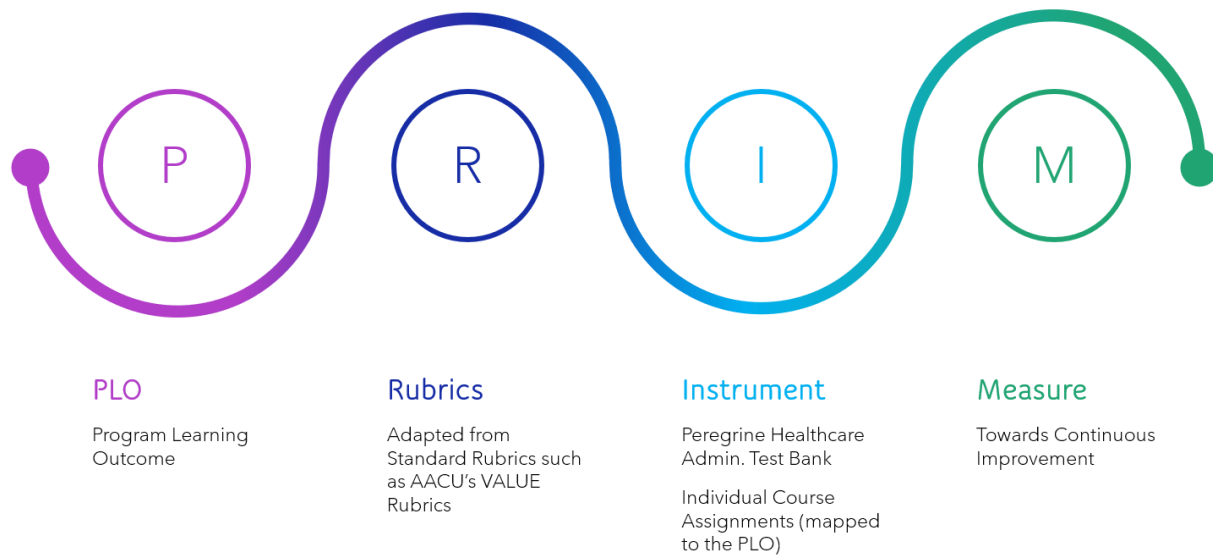 P
R
I
M
PLO
Program Learning
Outcome
Rubrics
Adapted from
Standard Rubrics such
as AACU's VALUE
Rubrics
Instrument
Peregrine Healthcare
Admin. Test Bank
Individual Course
Assignments (mapped
to the PLO)
Measure
Towards Continuous
Improvement